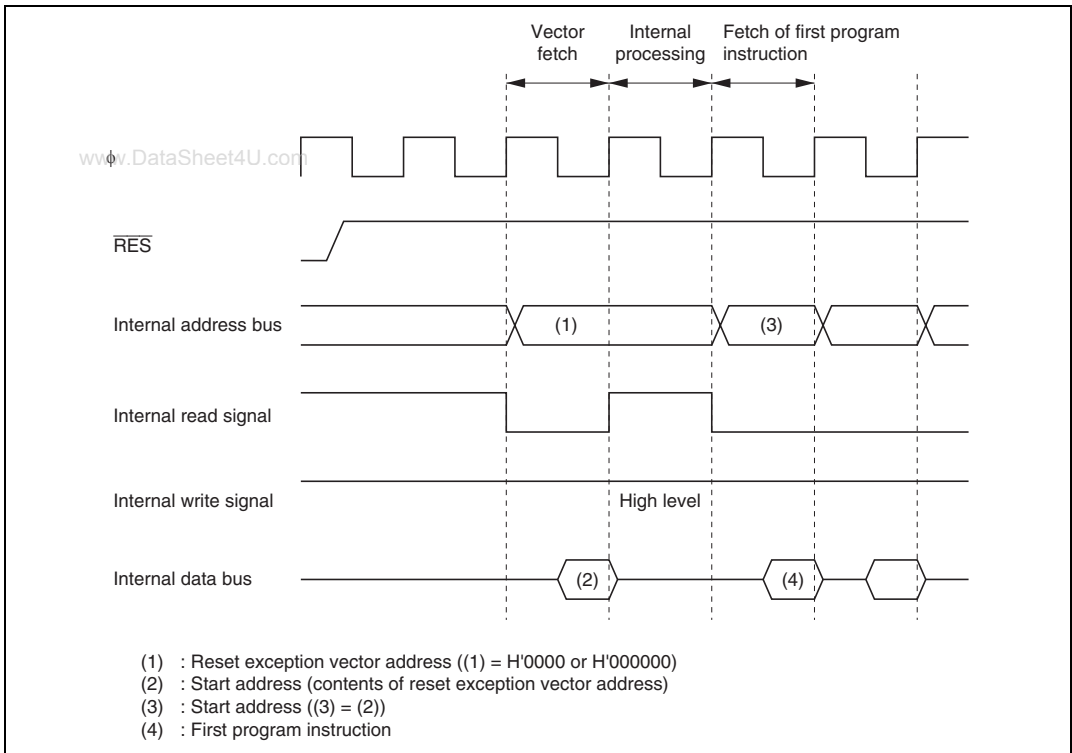 Vector fetch
Internal processing
Fetch of first program instruction
www.DataSheet4U.com
φ
RES
Internal address bus
(1)
(3)
Internal read signal
Internal write signal
High level
Internal data bus
(2)
(4)
(1) : Reset exception vector address ((1) = H'0000 or H'000000)
(2) : Start address (contents of reset exception vector address)
(3) : Start address ((3) = (2))
(4) : First program instruction